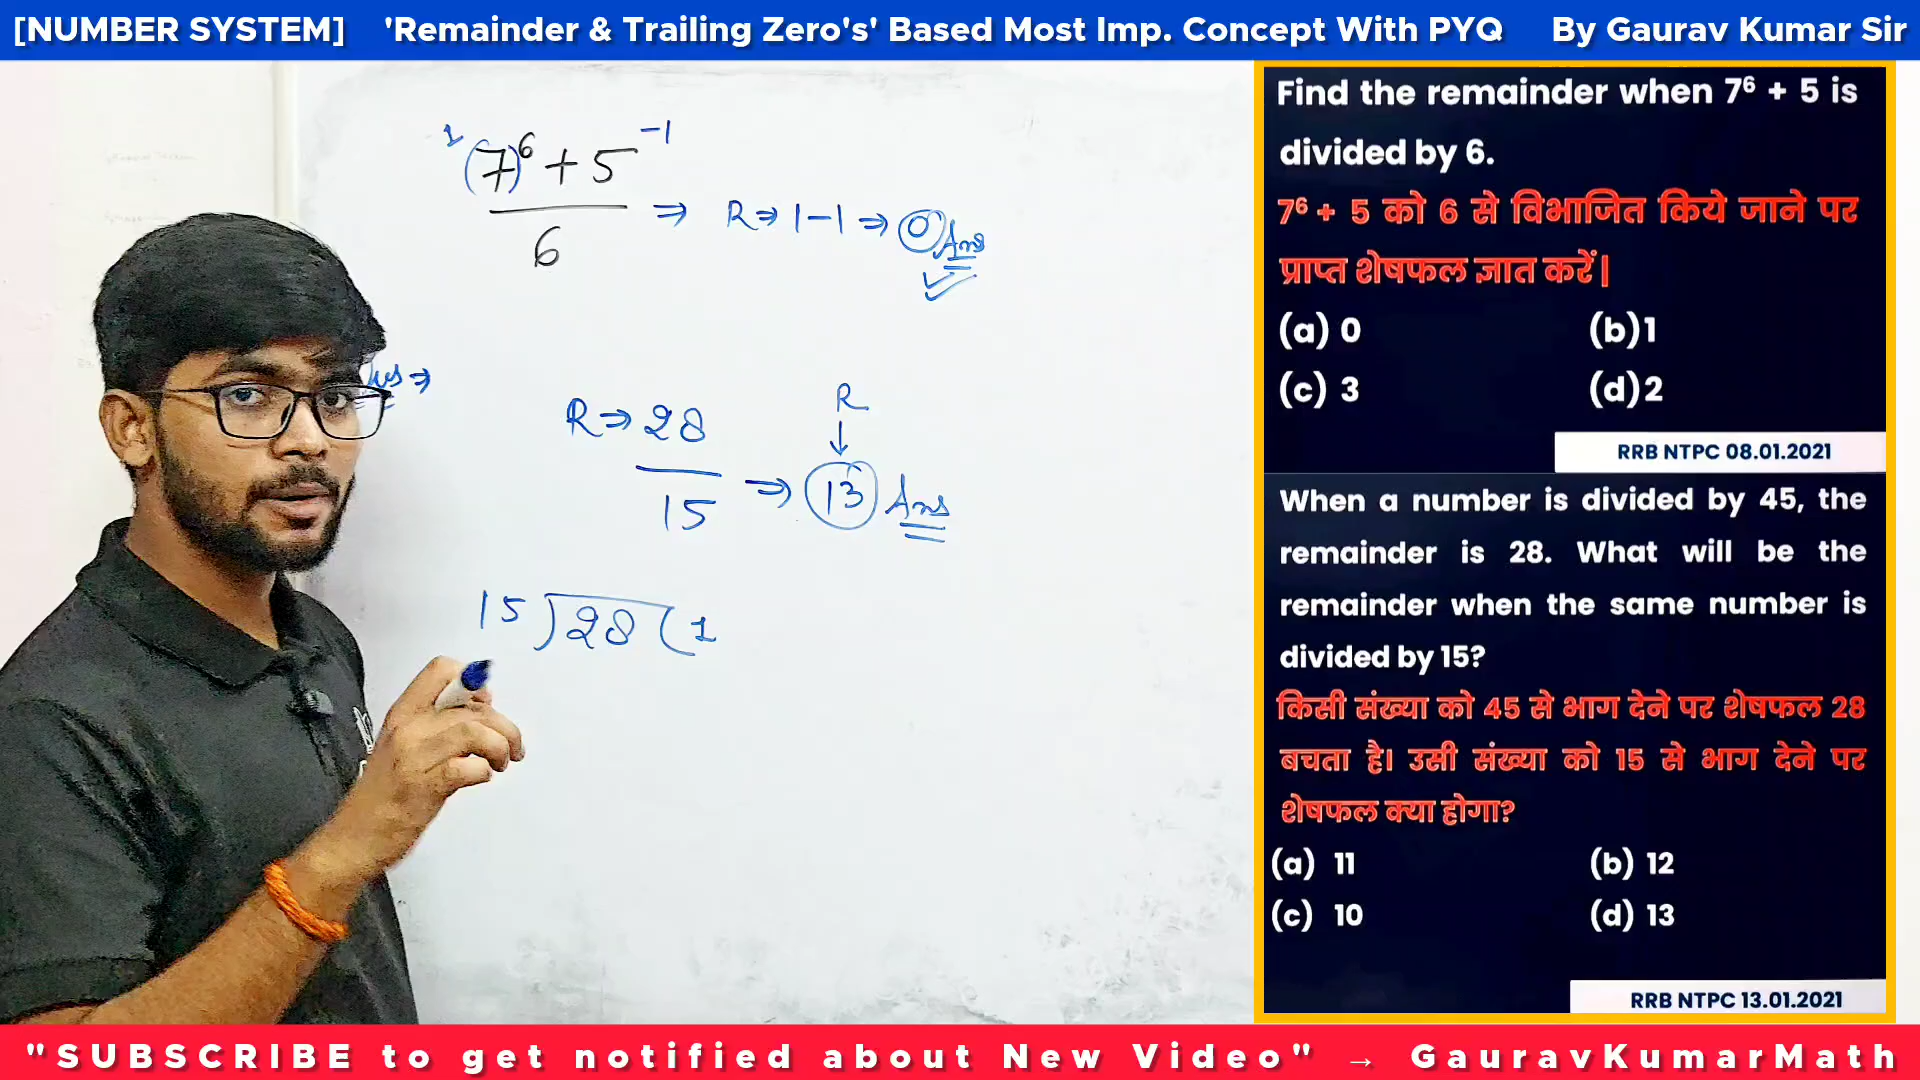 [NUMBER SYSTEM] 'Remainder & Trailing Zero's' Based Most Imp. Concept With PYQ By Gaurav Kumar Sir
1 (7)⁶ + 5 -1
6
⇒ R ⇒ 1-1 ⇒ 0 Ans
R ⇒ 28
15
⇒ 13 Ans
R
↓
15 ) 28 ( 1
Find the remainder when 7⁶ + 5 is
divided by 6.
7⁶ + 5 को 6 से विभाजित किये जाने पर
प्राप्त शेषफल ज्ञात करें|
(a) 0 (b)1
(c) 3 (d)2
RRB NTPC 08.01.2021
When a number is divided by 45, the
remainder is 28. What will be the
remainder when the same number is
divided by 15?
किसी संख्या को 45 से भाग देने पर शेषफल 28
बचता है। उसी संख्या को 15 से भाग देने पर
शेषफल क्या होगा?
(a) 11 (b) 12
(c) 10 (d) 13
RRB NTPC 13.01.2021
"SUBSCRIBE to get notified about New Video" → GauravKumarMath